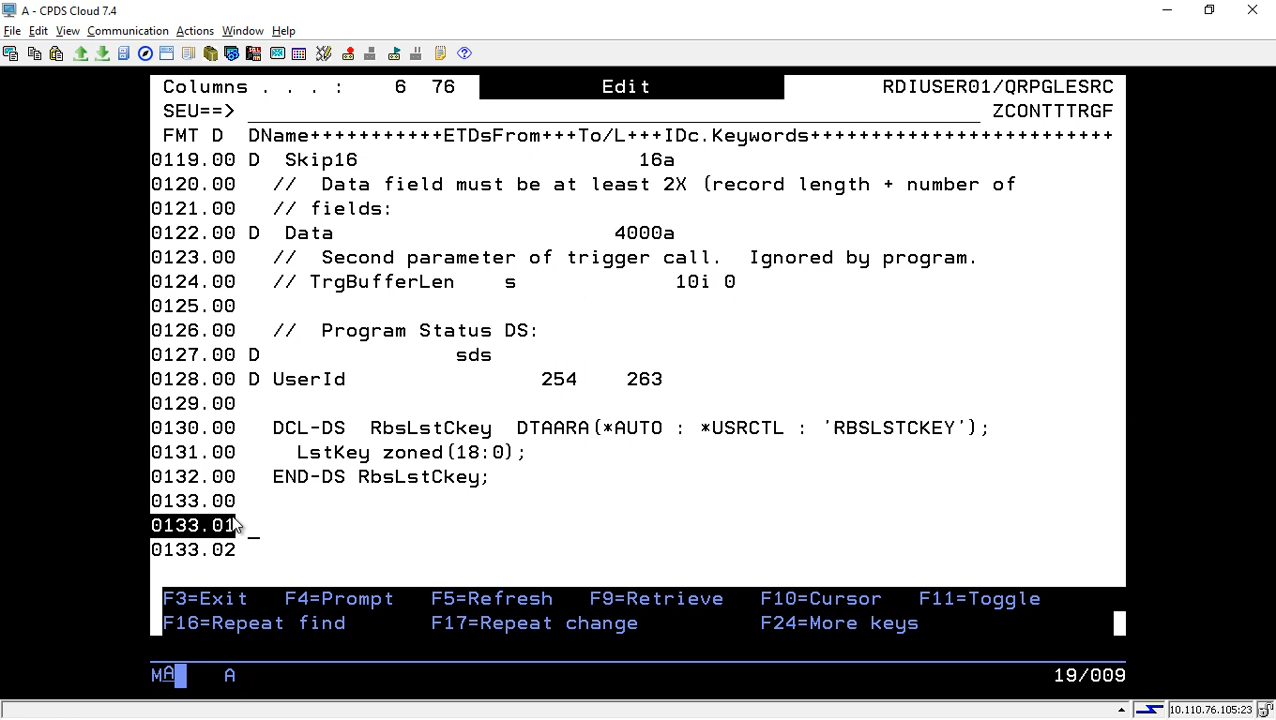 A - CPDS Cloud 7.4
File Edit View Communication Actions Window Help
Columns . . . : 6 76 Edit RDIUSER01/QRPGLESRC
SEU==> ZCONTTTRGF
FMT D DName+++++++++++ETDsFrom+++To/L+++IDc.Keywords+++++++++++++++++++++++++
0119.00 D Skip16 16a
0120.00 // Data field must be at least 2X (record length + number of
0121.00 // fields:
0122.00 D Data 4000a
0123.00 // Second parameter of trigger call. Ignored by program.
0124.00 // TrgBufferLen s 10i 0
0125.00
0126.00 // Program Status DS:
0127.00 D sds
0128.00 D UserId 254 263
0129.00
0130.00 DCL-DS RbsLstCkey DTAARA(*AUTO : *USRCTL : 'RBSLSTCKEY');
0131.00 LstKey zoned(18:0);
0132.00 END-DS RbsLstCkey;
0133.00
0133.01
0133.02
F3=Exit F4=Prompt F5=Refresh F9=Retrieve F10=Cursor F11=Toggle
F16=Repeat find F17=Repeat change F24=More keys
MA A 19/009
10.110.76.105:23